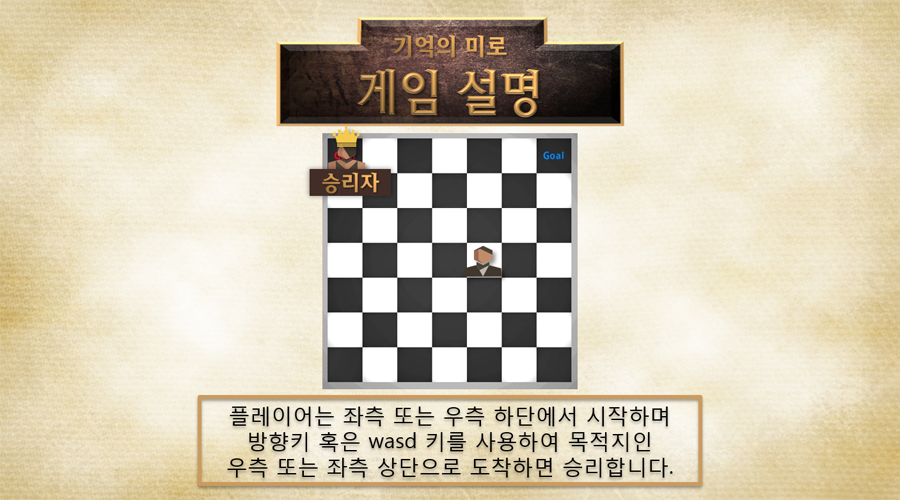 기억의 미로
게임 설명
Goal
승리자
플레이어는 좌측 또는 우측 하단에서 시작하며
방향키 혹은 wasd 키를 사용하여 목적지인
우측 또는 좌측 상단으로 도착하면 승리합니다.